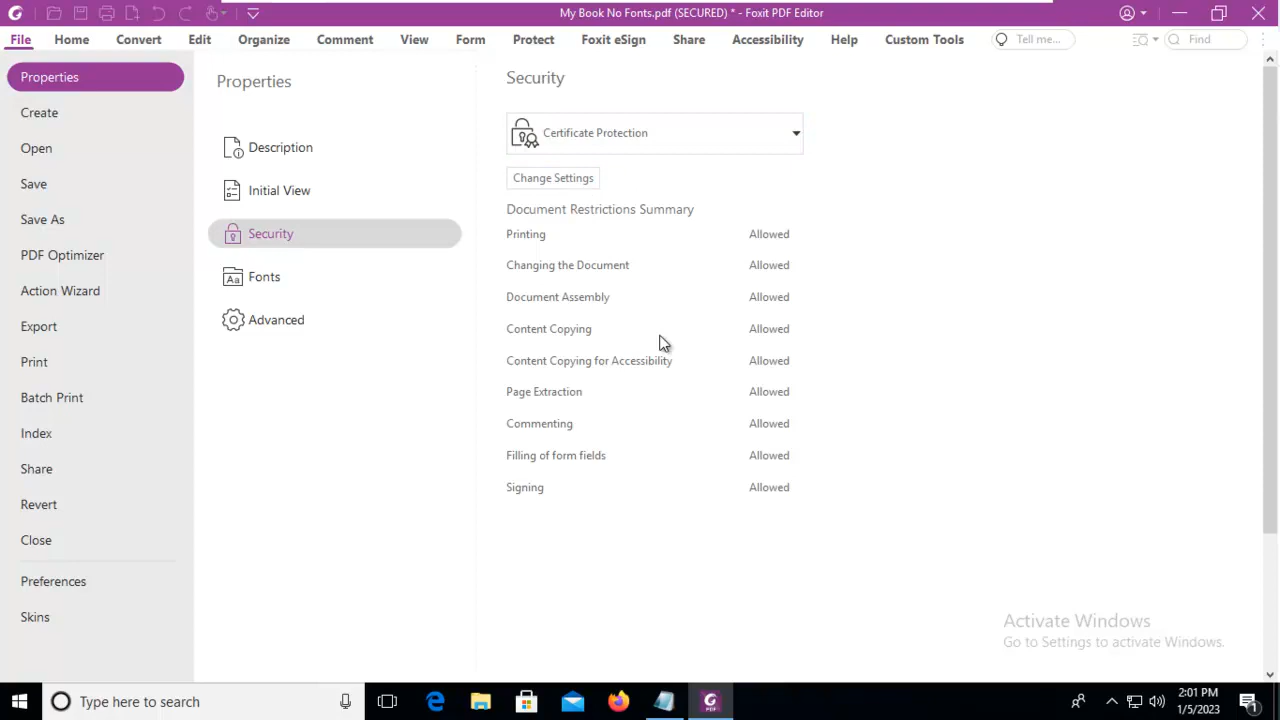 My Book No Fonts.pdf (SECURED) * - Foxit PDF Editor
File Home Convert Edit Organize Comment View Form Protect Foxit eSign Share Accessibility Help Custom Tools Tell me... Find
Properties
Create
Open
Save
Save As
PDF Optimizer
Action Wizard
Export
Print
Batch Print
Index
Share
Revert
Close
Preferences
Skins
Properties
Description
Initial View
Security
Aa Fonts
Advanced
Security
Certificate Protection
Change Settings
Document Restrictions Summary
Printing Allowed
Changing the Document Allowed
Document Assembly Allowed
Content Copying Allowed
Content Copying for Accessibility Allowed
Page Extraction Allowed
Commenting Allowed
Filling of form fields Allowed
Signing Allowed
Activate Windows
Go to Settings to activate Windows.
Type here to search
PDF
2:01 PM
1/5/2023
1